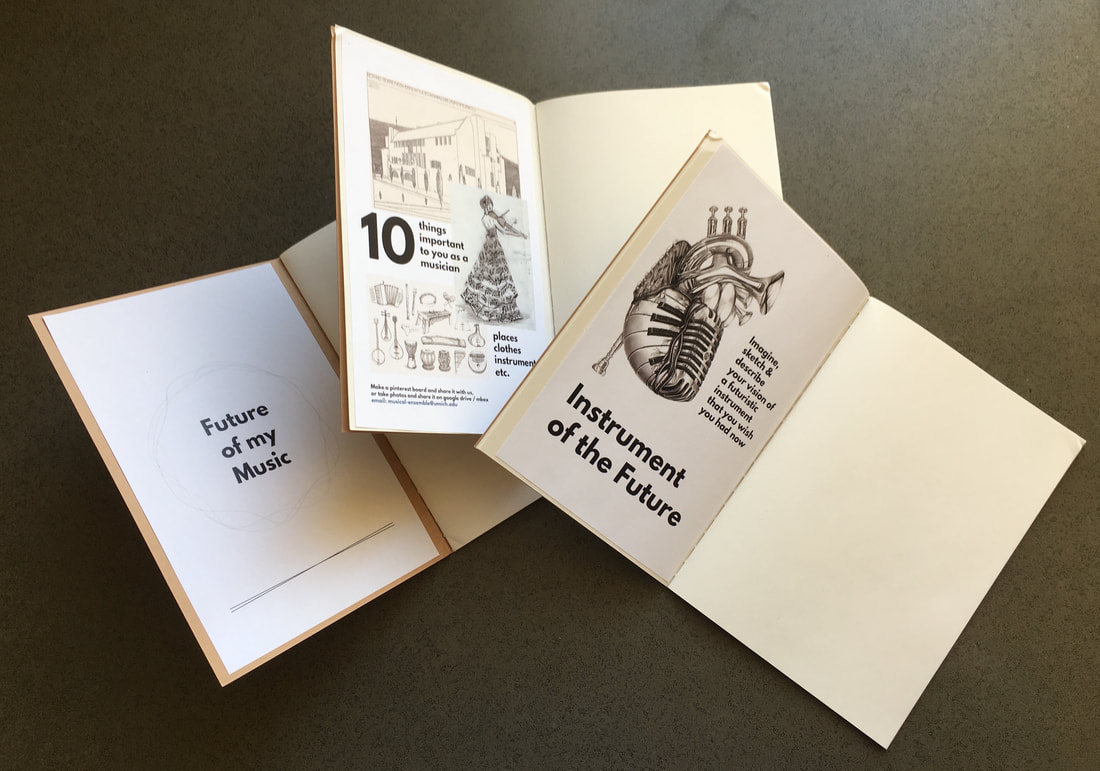 Future
of my
Music
10
things
important
to you as a
musician
places
clothes
instrument
etc.
Make a pinterest board and share it with us,
or take photos and share it on google drive / mbox
email: musical-ensemble@umich.edu
Imagine,
sketch &
describe
your vision of
a futuristic
instrument
that you wish
you had now
Instrument
of the Future